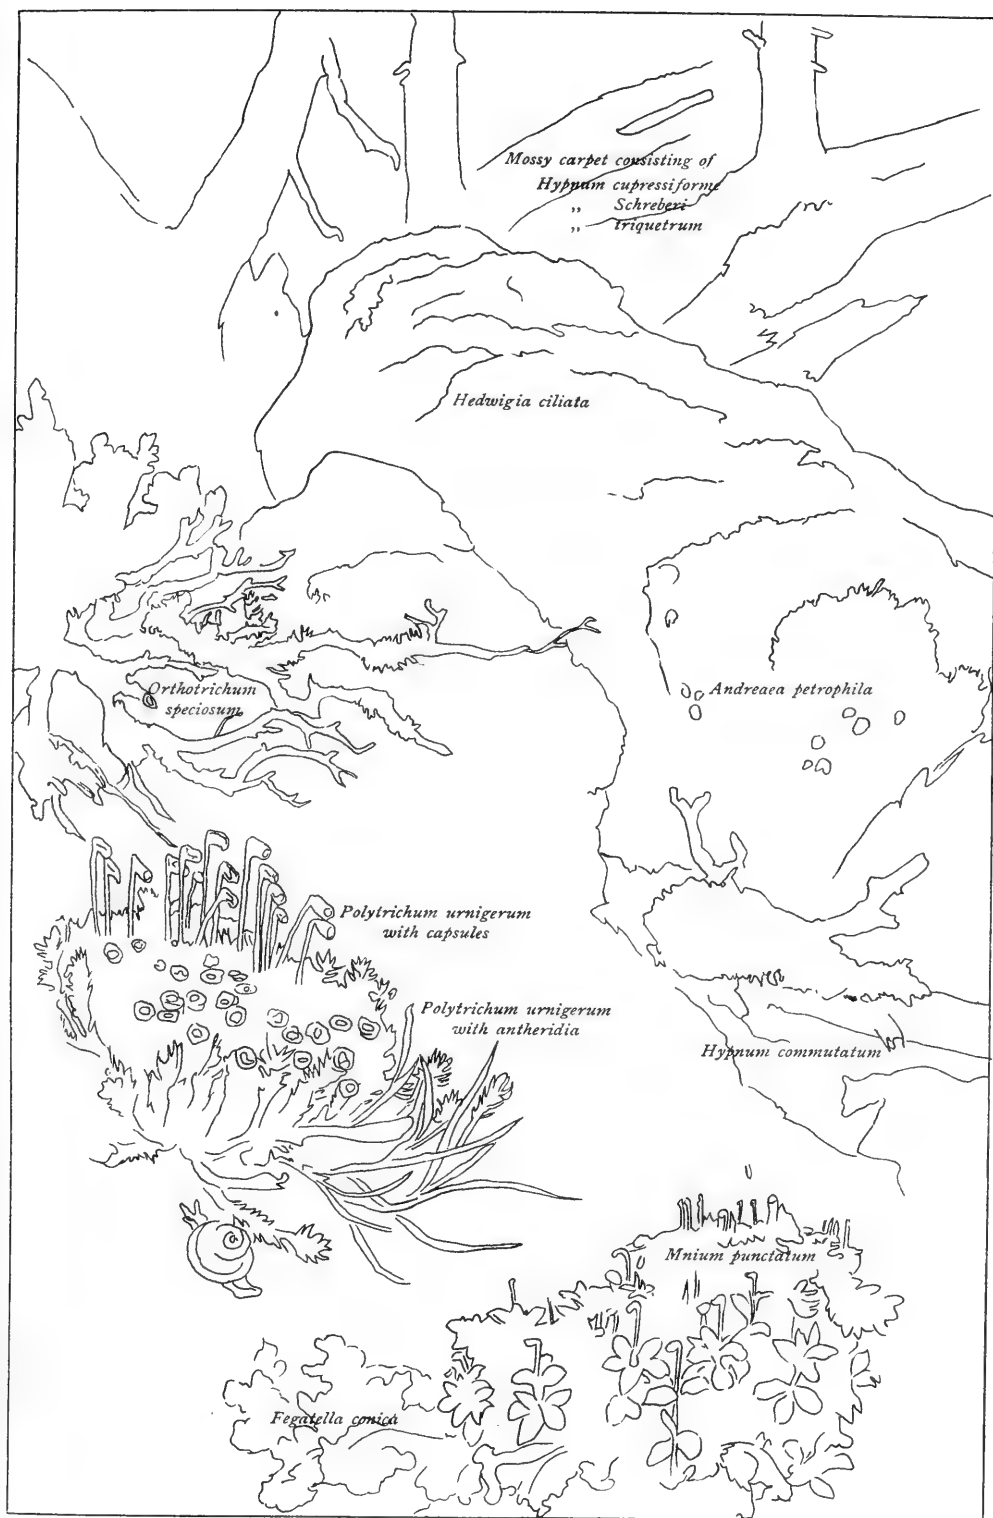 Mossy carpet consisting of
Hypnum cupressiforme
„ Schreberi
„ triquetrum
Hedwigia ciliata
Orthotrichum
speciosum
Andreaea petrophila
Polytrichum urnigerum
with capsules
Polytrichum urnigerum
with antheridia
Hypnum commutatum
Mnium punctatum
a
Fegatella conica